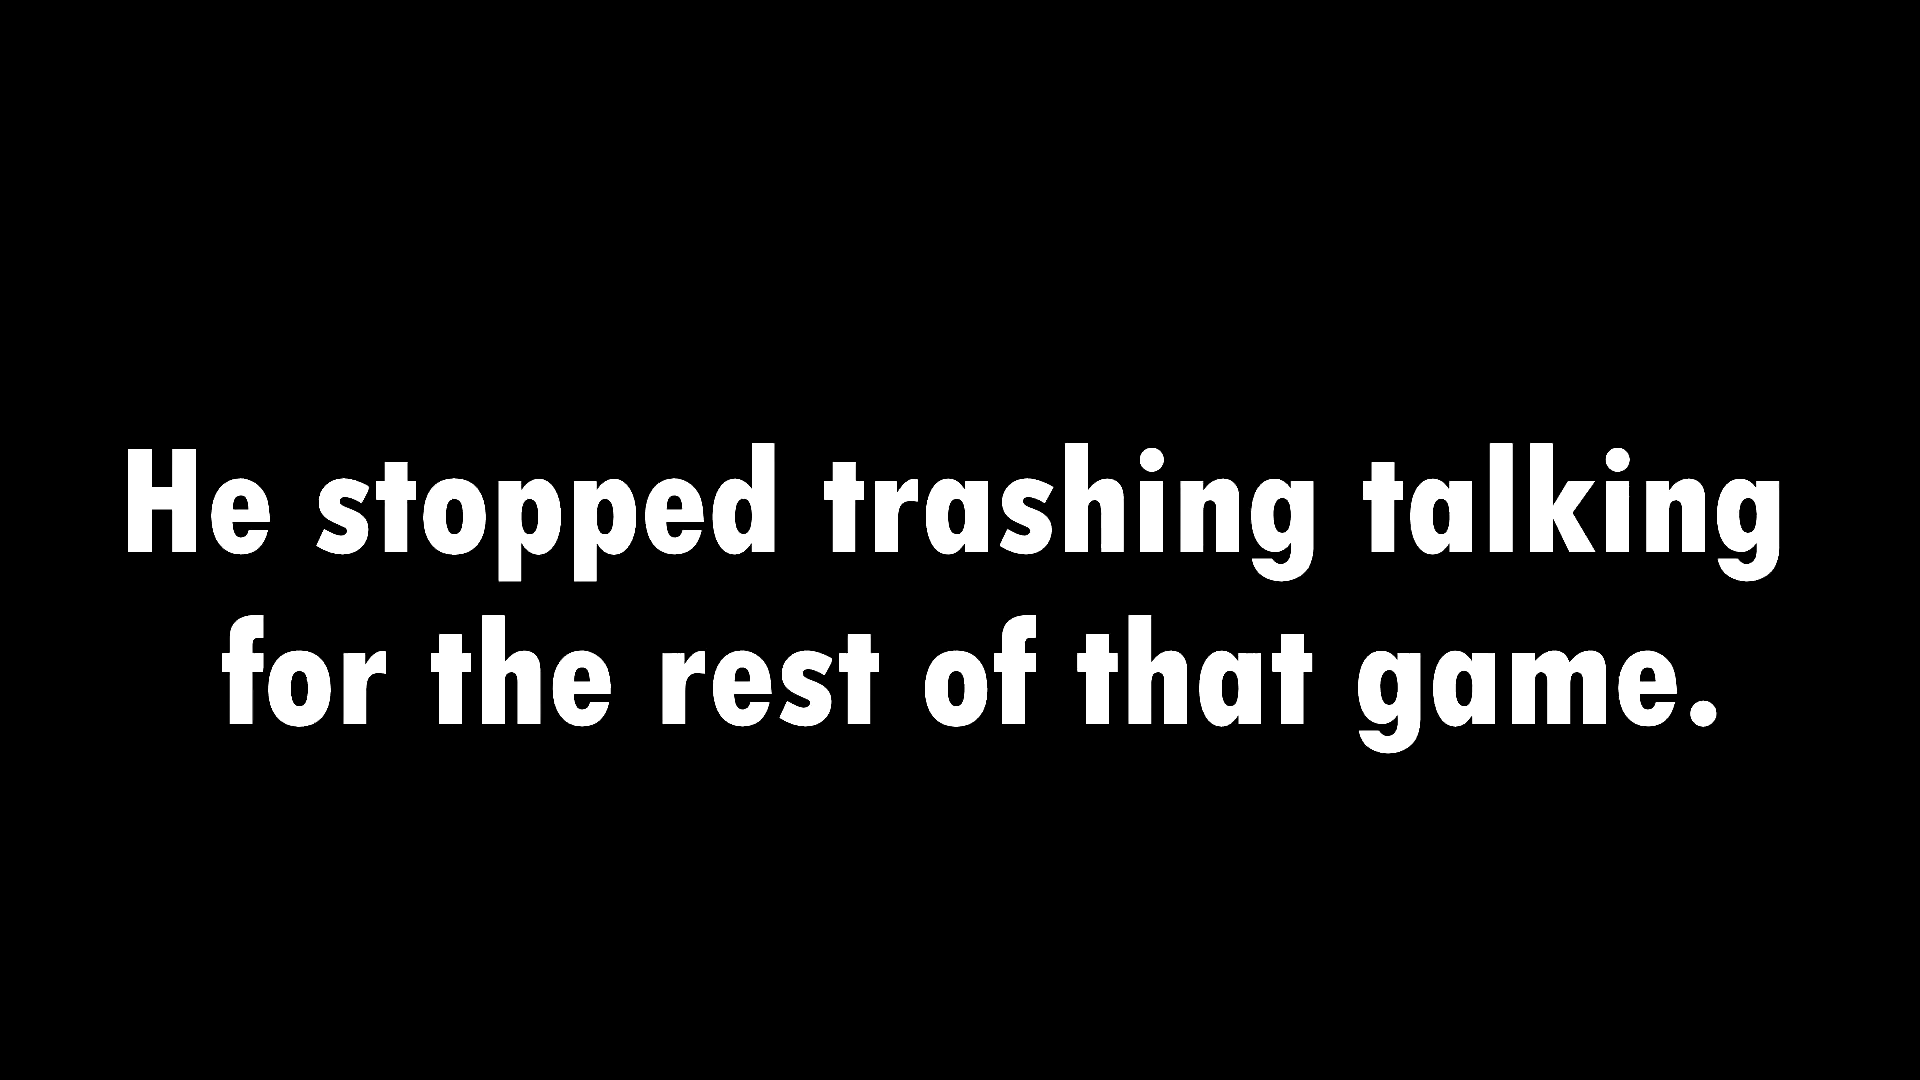 He stopped trashing talking
for the rest of that game.